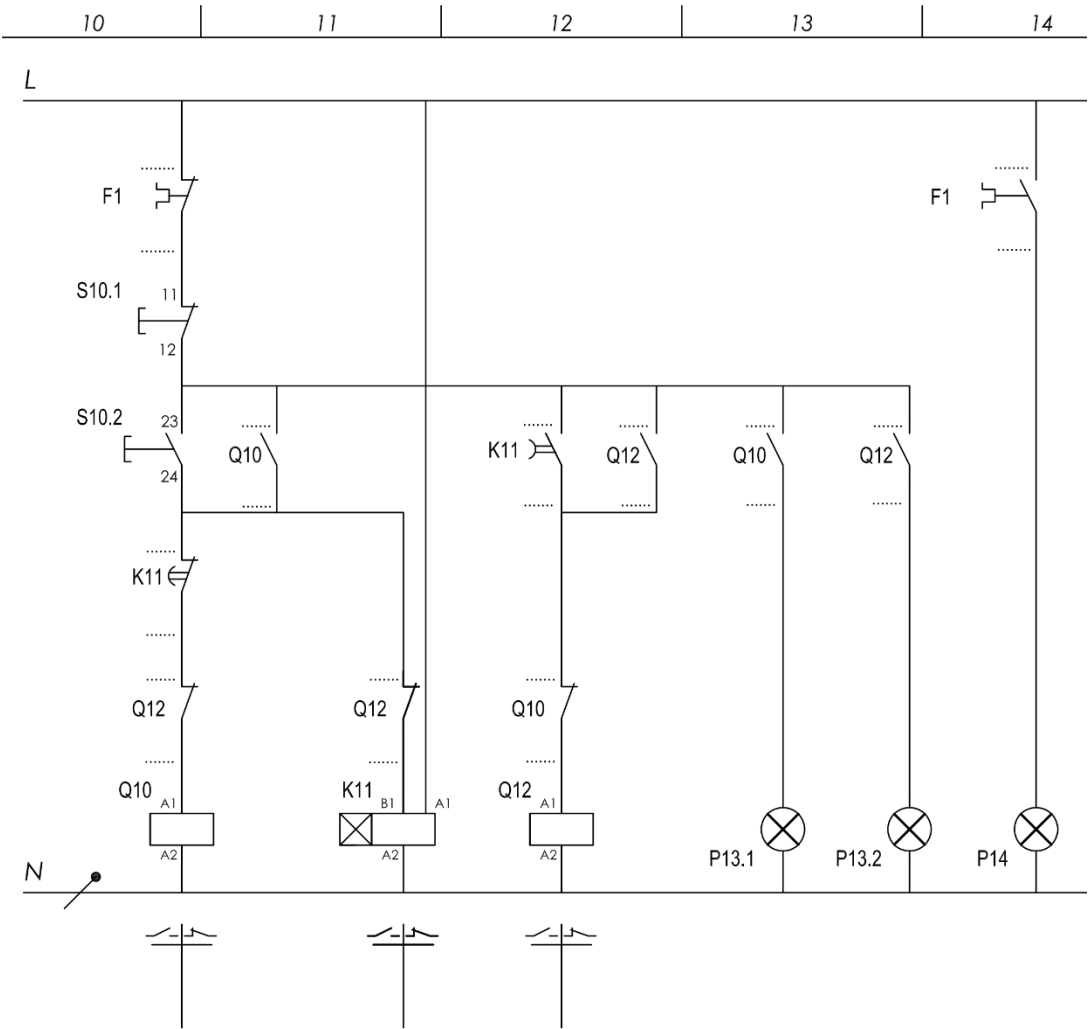 10 11 12 13 14
L
F1 F1
S10.1 11
12
S10.2 23
24
Q10 K11 Q12 Q10 Q12
K11
Q12 Q12 Q10
Q10 A1 K11 B1 A1 Q12 A1
A2 A2 A2
P13.1 P13.2 P14
N